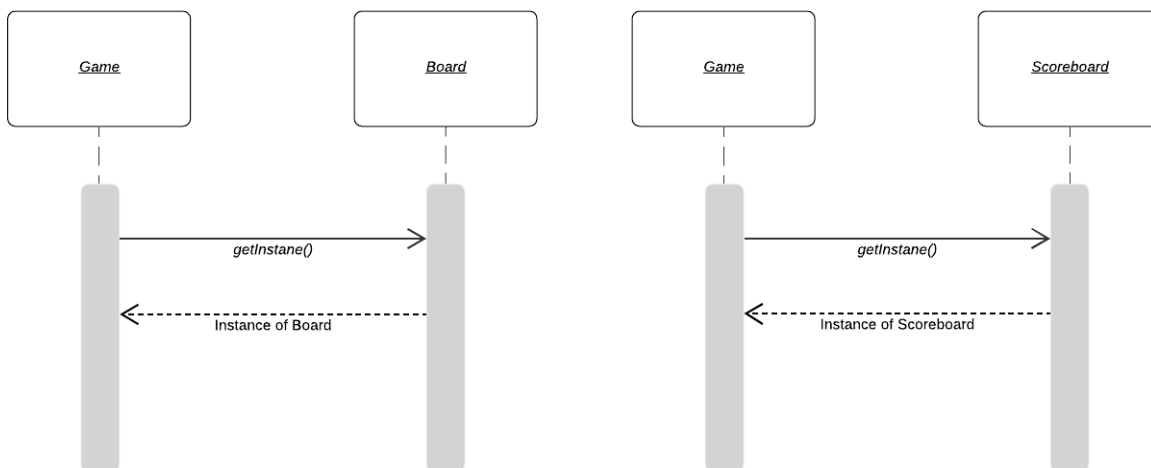 Game
Board
Game
Scoreboard
getInstane()
getInstane()
Instance of Board
Instance of Scoreboard